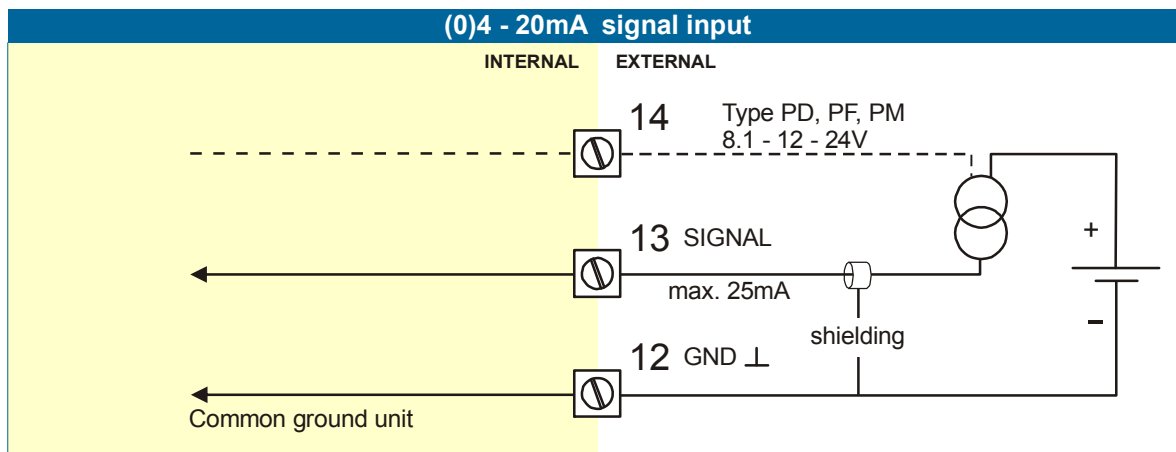 (0)4 - 20mA signal input
INTERNAL
EXTERNAL
14
Type PD, PF, PM
8.1 - 12 - 24V
13 SIGNAL
max. 25mA
+
-
shielding
12 GND ⊥
Common ground unit